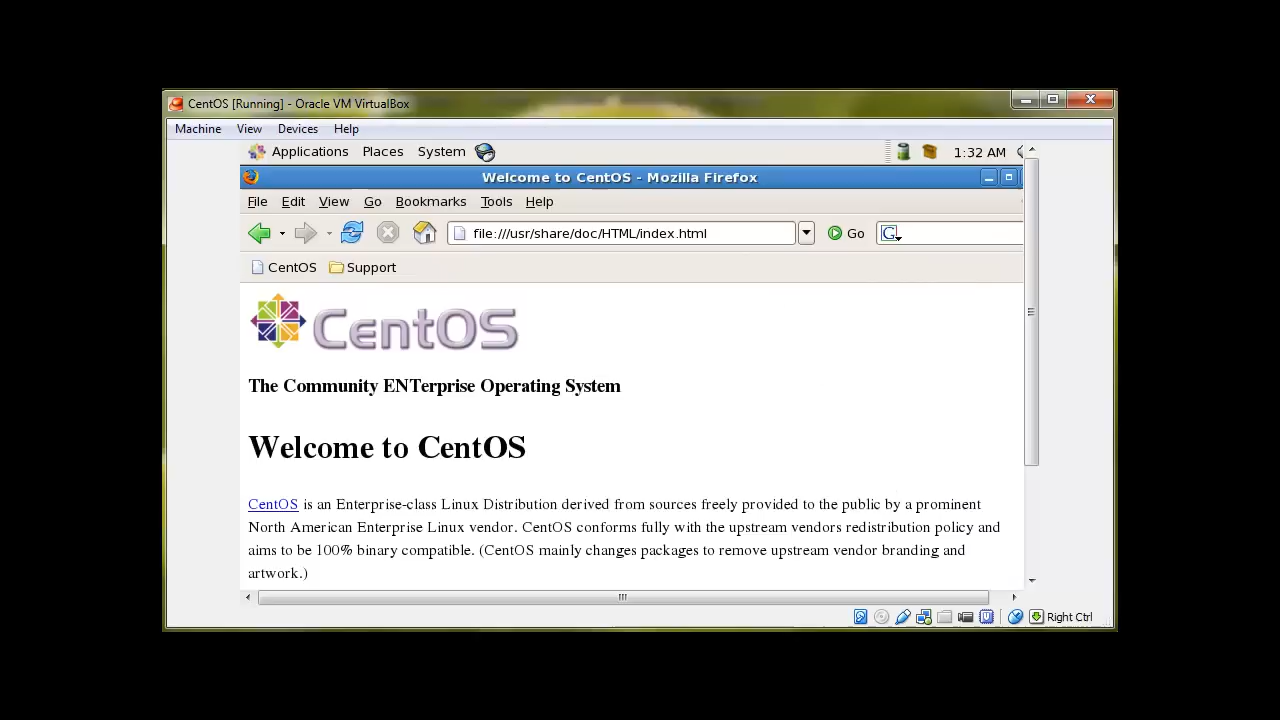 CentOS [Running] - Oracle VM VirtualBox
Machine View Devices Help
Applications Places System 1:32 AM
Welcome to CentOS - Mozilla Firefox
File Edit View Go Bookmarks Tools Help
file:///usr/share/doc/HTML/index.html Go G
CentOS Support
CentOS
The Community ENTerprise Operating System
Welcome to CentOS
CentOS is an Enterprise-class Linux Distribution derived from sources freely provided to the public by a prominent
North American Enterprise Linux vendor. CentOS conforms fully with the upstream vendors redistribution policy and
aims to be 100% binary compatible. (CentOS mainly changes packages to remove upstream vendor branding and
artwork.)
Right Ctrl